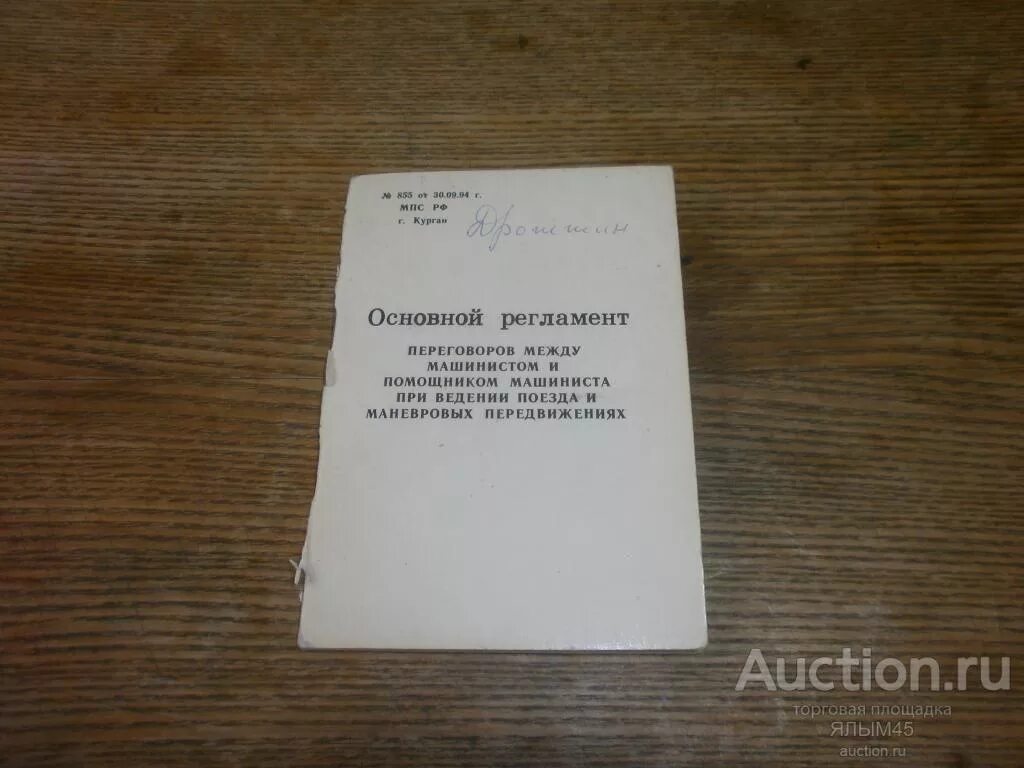 № 855 от 30.09.94 г.
МПС РФ
г. Курган
Основной регламент
ПЕРЕГОВОРОВ МЕЖДУ
МАШИНИСТОМ И
ПОМОЩНИКОМ МАШИНИСТА
ПРИ ВЕДЕНИИ ПОЕЗДА И
МАНЕВРОВЫХ ПЕРЕДВИЖЕНИЯХ
Auction.ru
торговая площадка
ЯЛЫМ45
auction.ru